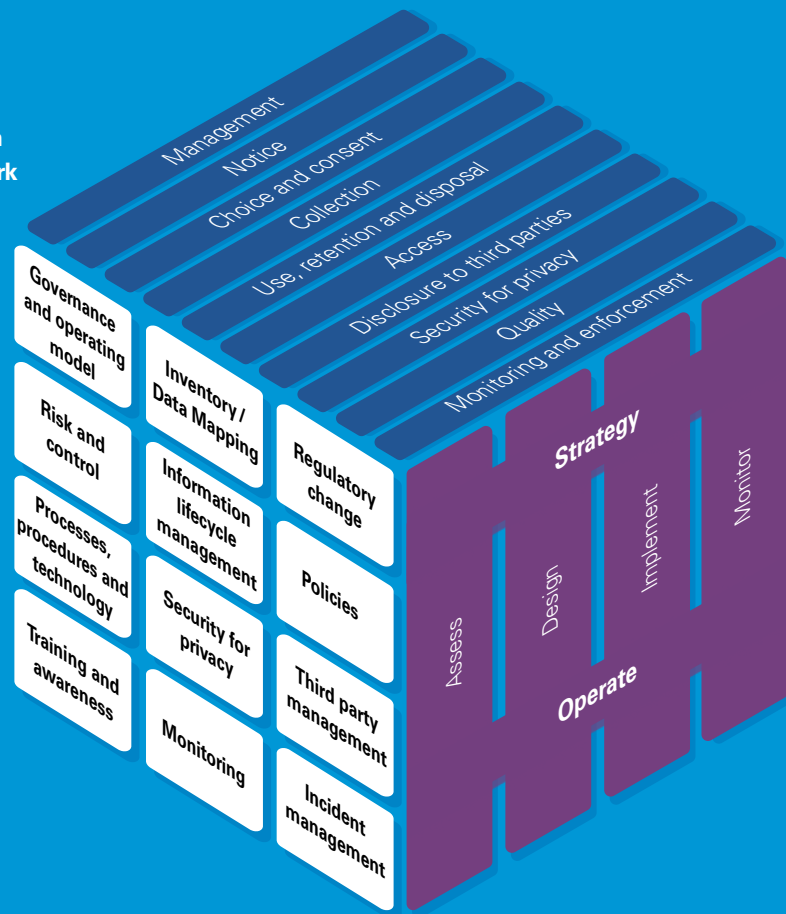 rk
Management
Notice
Choice and consent
Collection
Use, retention and disposal
Access
Disclosure to third parties
Security for privacy
Quality
Monitoring and enforcement
Governance
and operating
model
Inventory /
Data Mapping
Regulatory
change
Risk and
control
Information
lifecycle
management
Policies
Processes,
procedures and
technology
Security for
privacy
Third party
management
Training and
awareness
Monitoring
Incident
management
Strategy
Assess
Design
Implement
Monitor
Operate